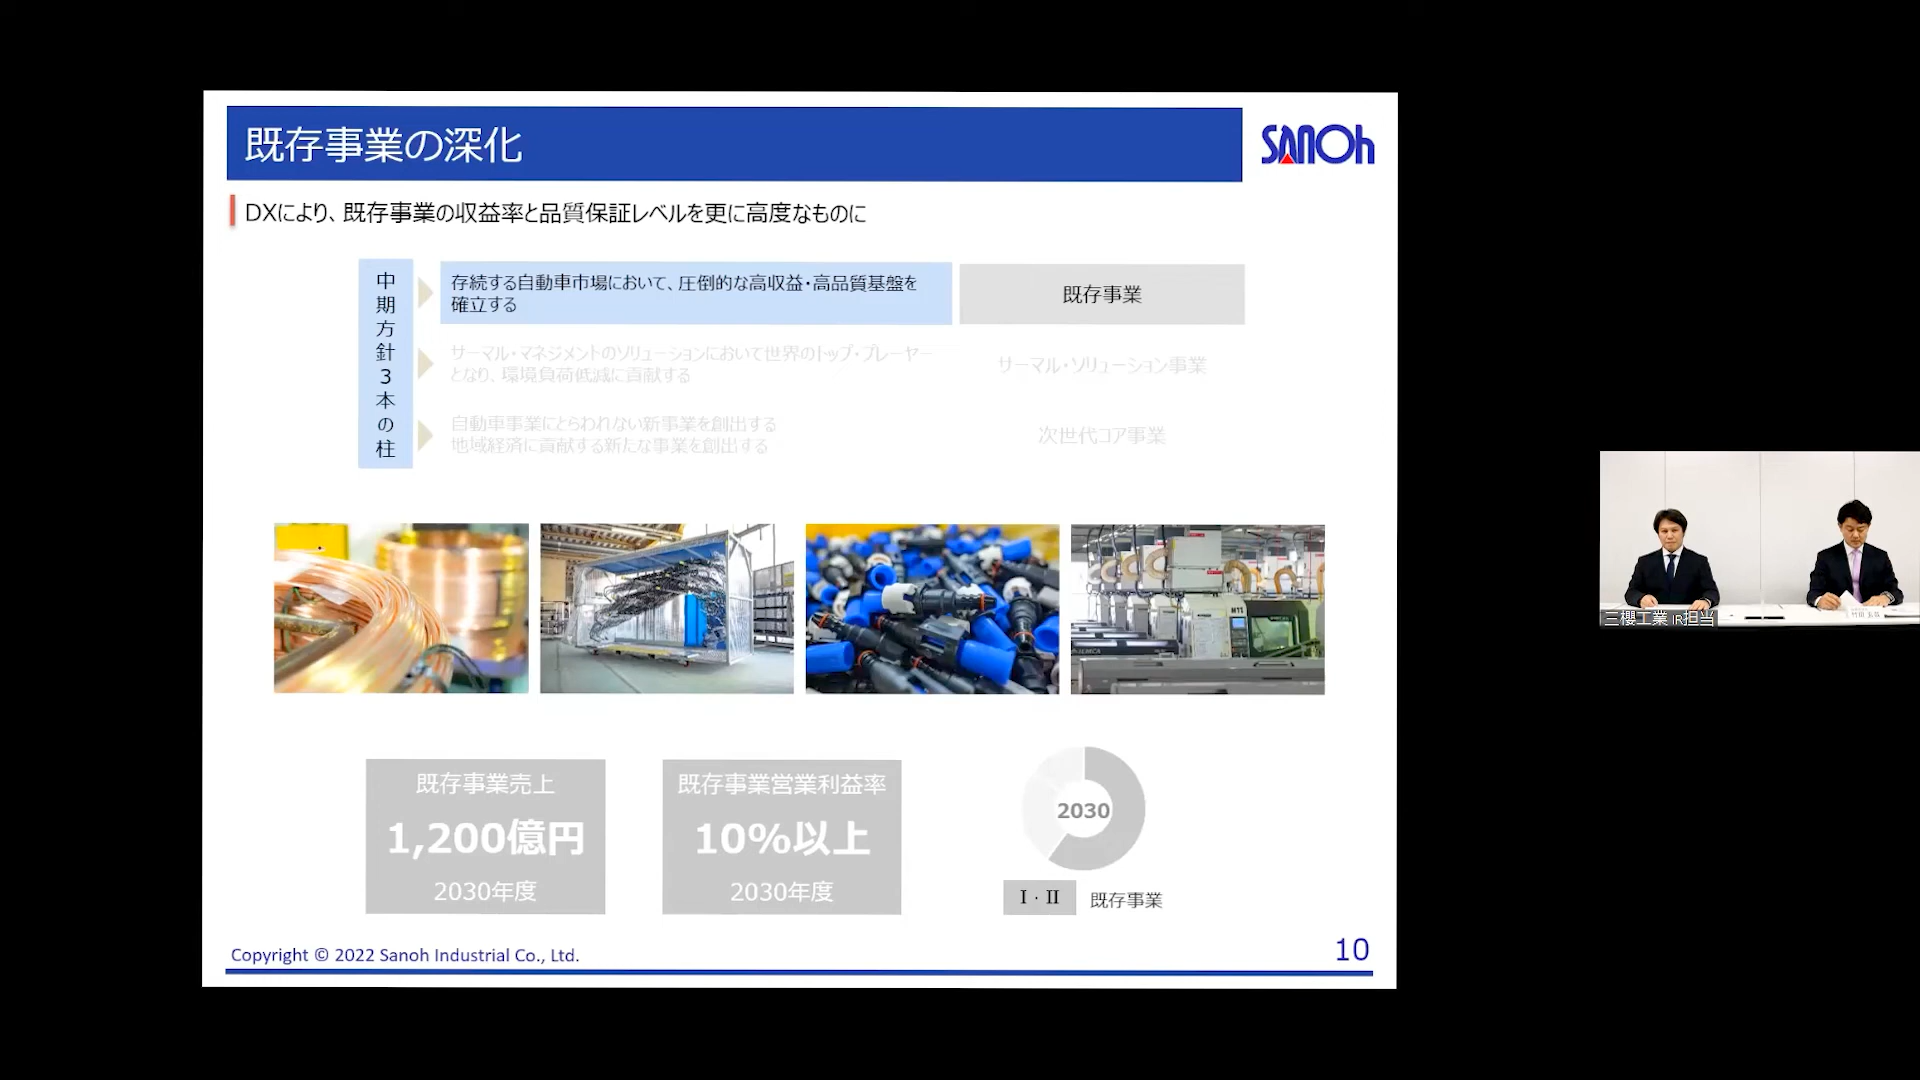 既存事業の深化
SANOh
DXにより、既存事業の収益率と品質保証レベルを更に高度なものに
中期方針3本の柱
存続する自動車市場において、圧倒的な高収益・高品質基盤を
確立する
既存事業
サーマル・マネジメントのソリューションにおいて世界のトップ・プレーヤー
となり、環境負荷低減に貢献する
サーマル・ソリューション事業
自動車事業にとらわれない新事業を創出する
地域経済に貢献する新たな事業を創出する
次世代コア事業
既存事業売上
1,200億円
2030年度
既存事業営業利益率
10%以上
2030年度
2030
Ⅰ・Ⅱ
既存事業
三櫻工業 IR担当
Copyright © 2022 Sanoh Industrial Co., Ltd.
10